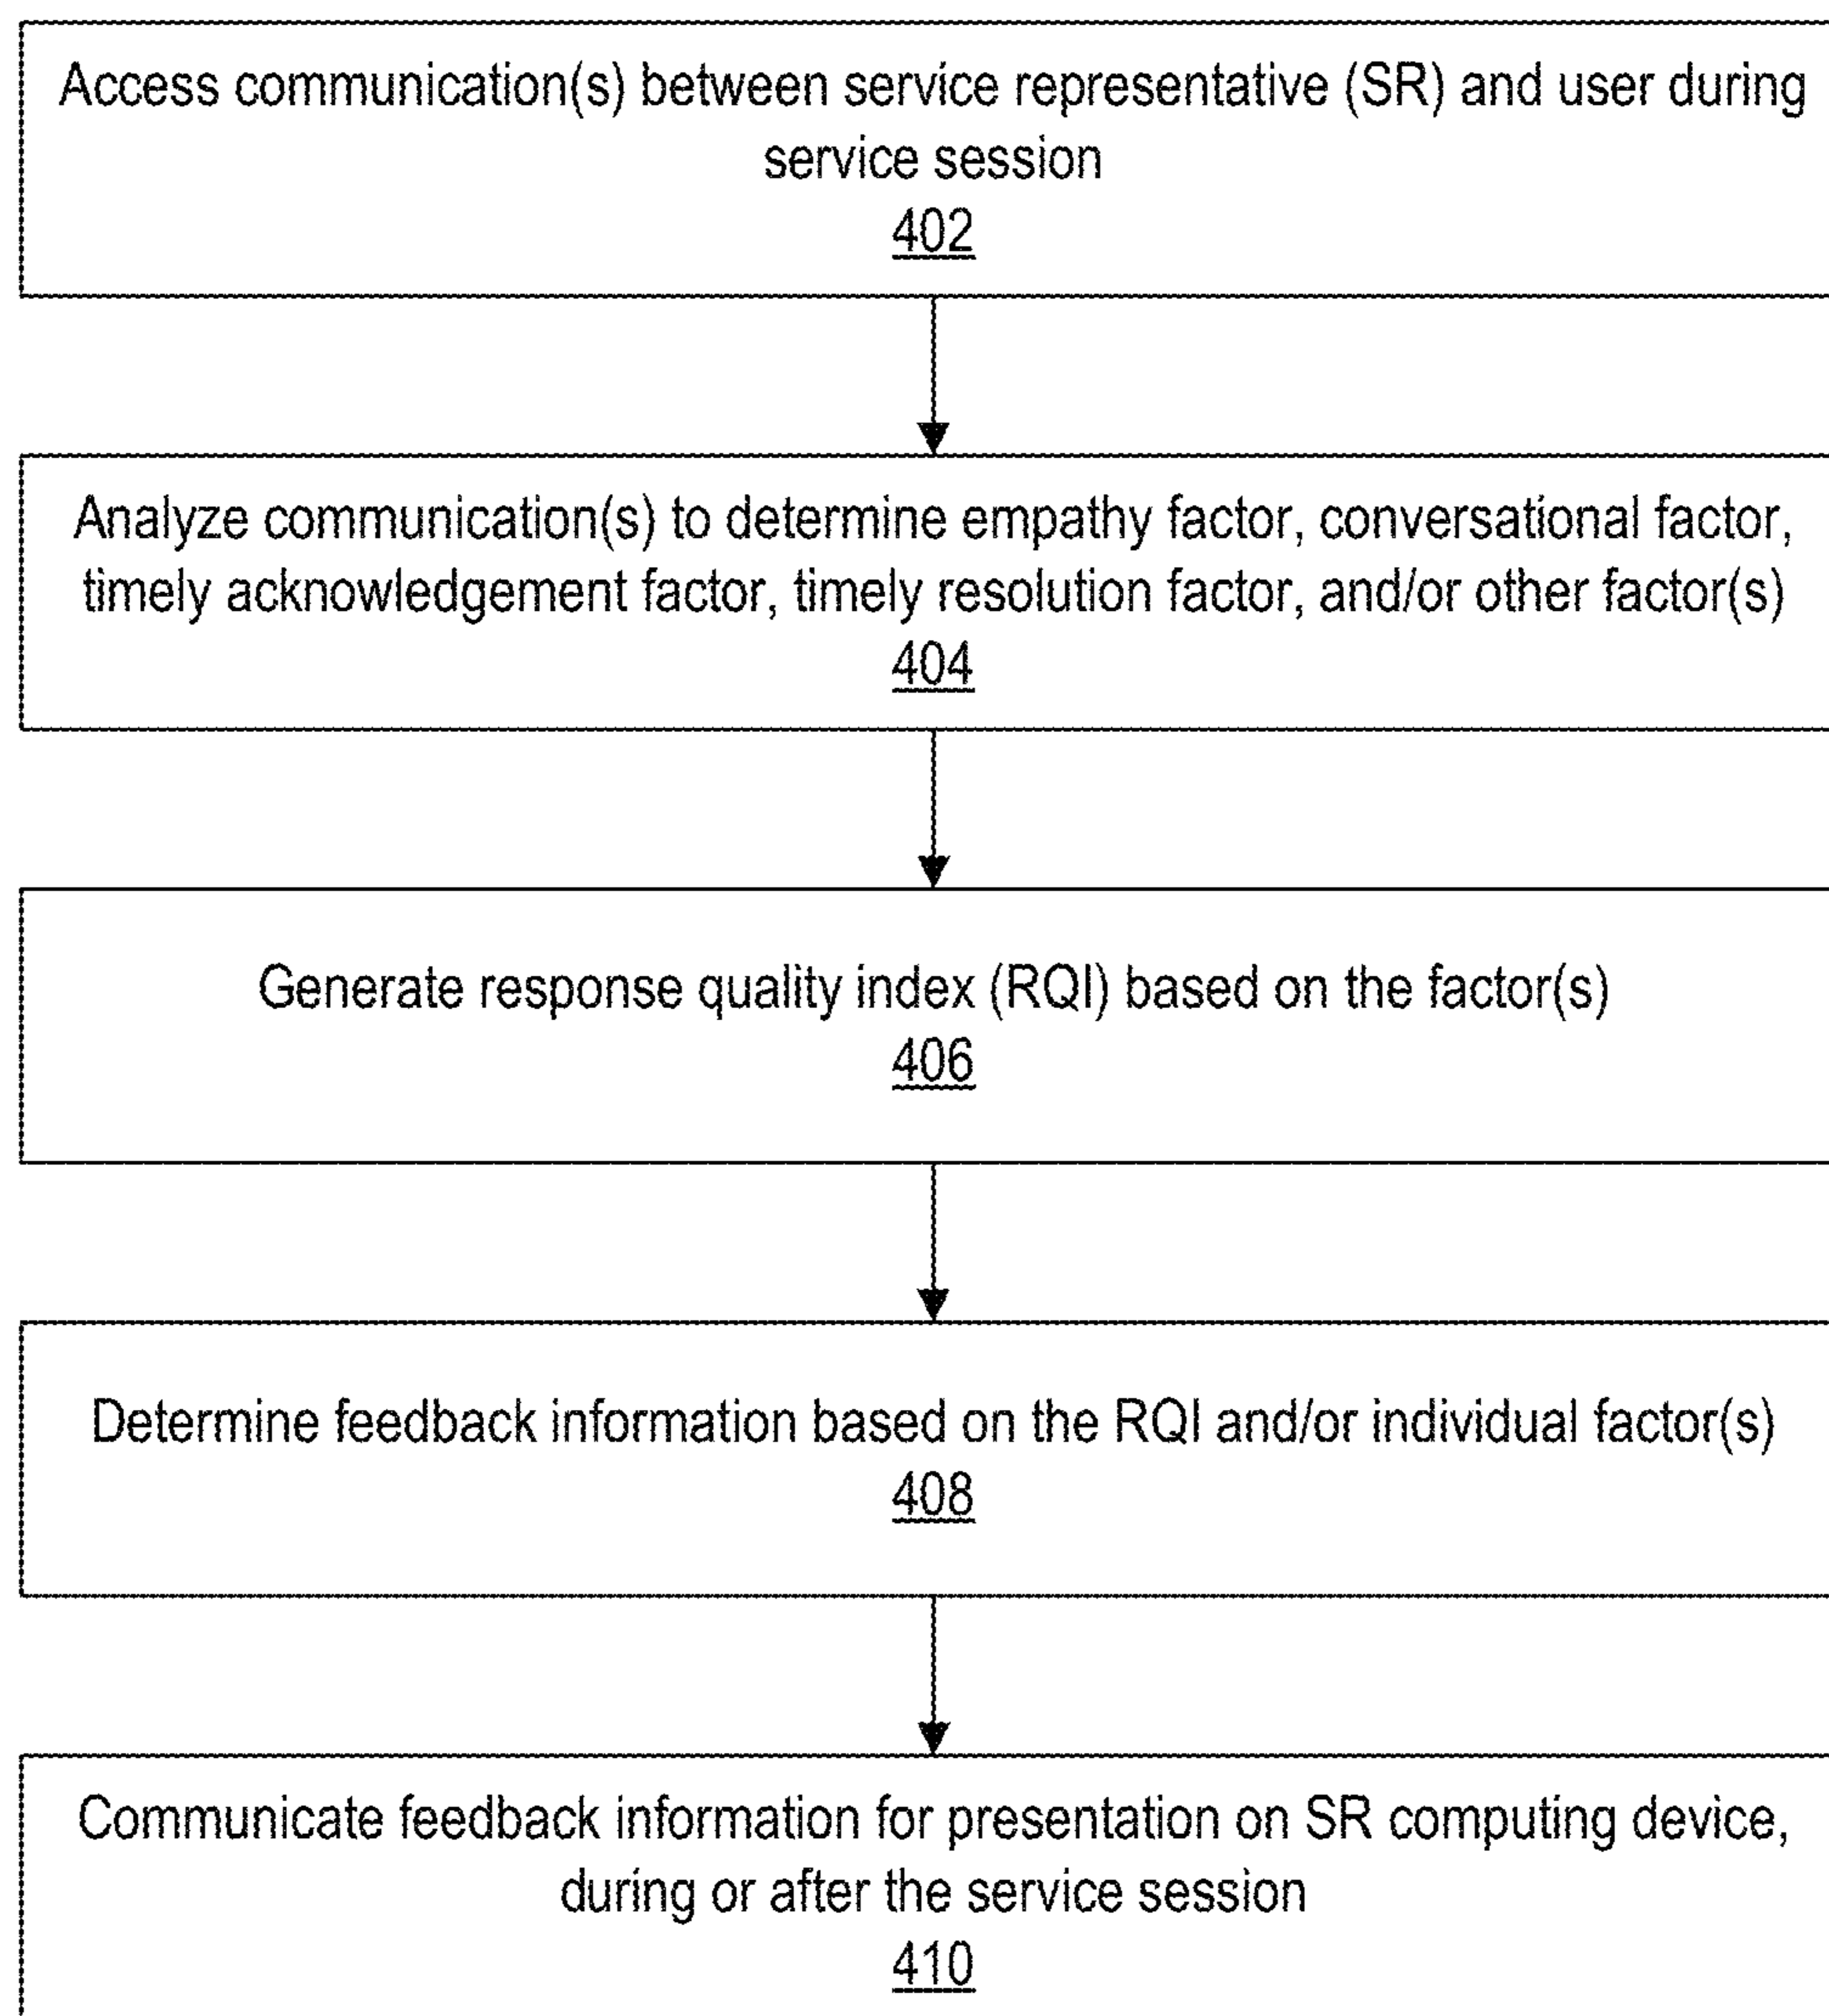 Access communication(s) between service representative (SR) and user during
service session
402
Analyze communication(s) to determine empathy factor, conversational factor,
timely acknowledgement factor, timely resolution factor, and/or other factor(s)
404
Generate response quality index (RQI) based on the factor(s)
406
Determine feedback information based on the RQI and/or individual factor(s)
408
Communicate feedback information for presentation on SR computing device,
during or after the service session
410